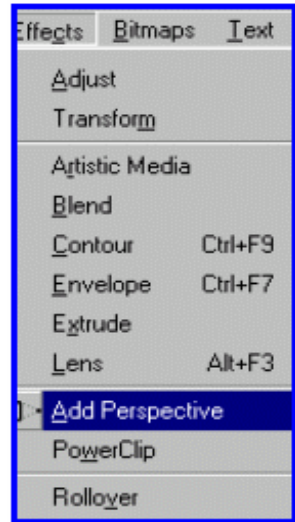 Effects Bitmaps Text
Adjust
Transform
Artistic Media
Blend
Contour Ctrl+F9
Envelope Ctrl+F7
Extrude
Lens Alt+F3
Add Perspective
PowerClip
Rollover